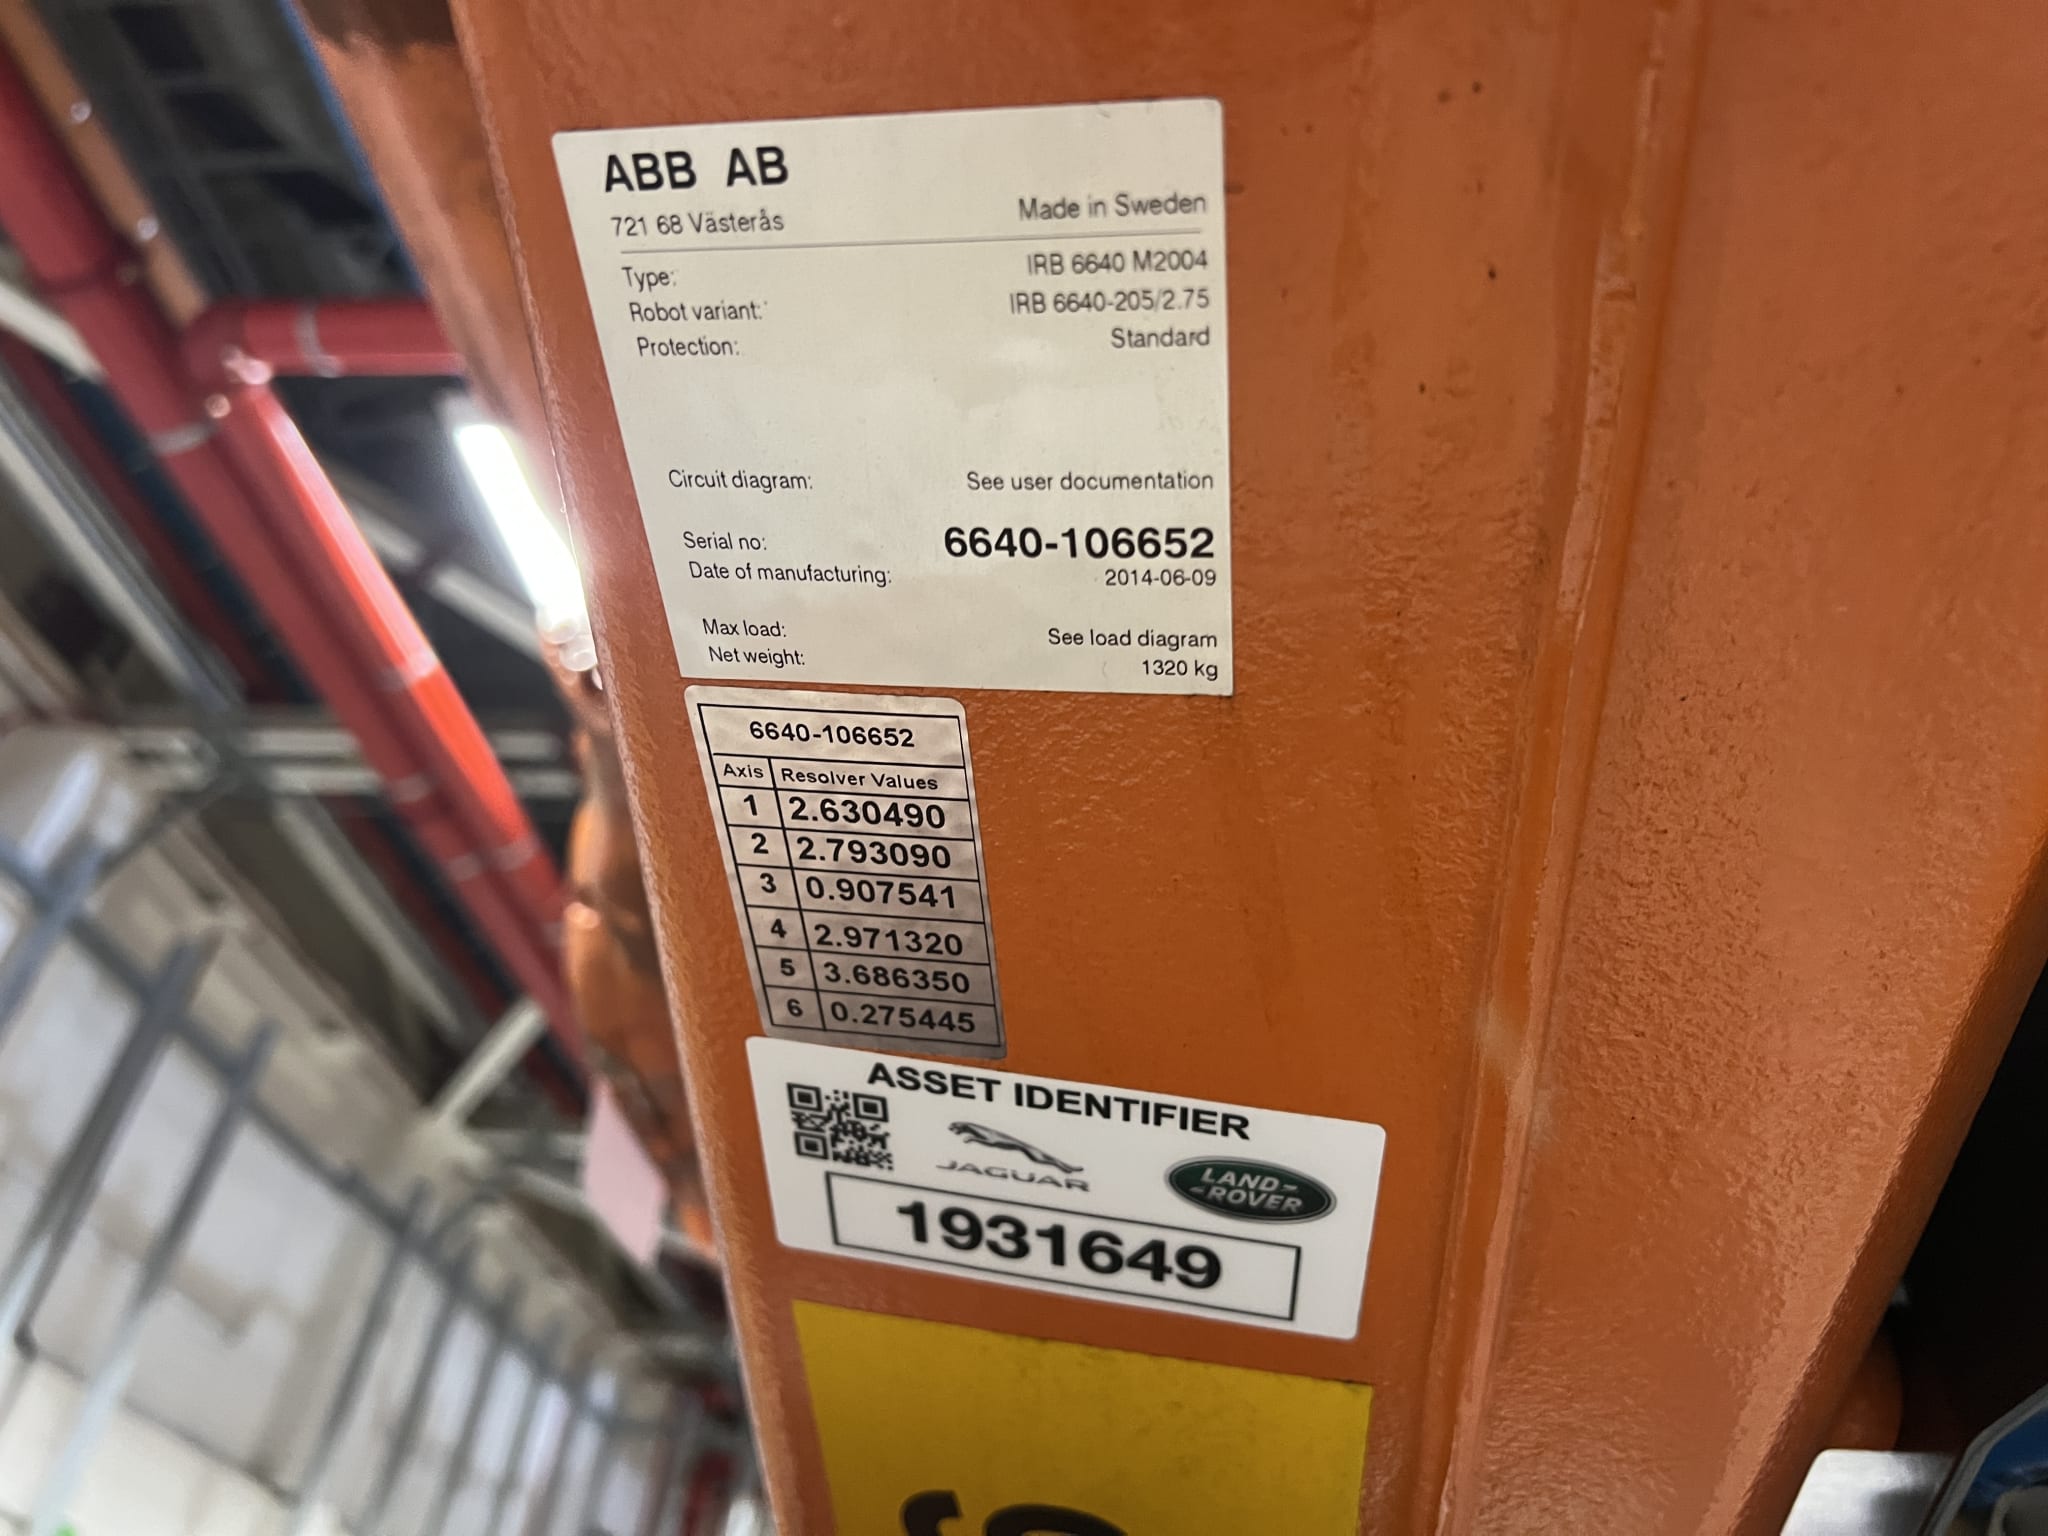 ABB AB
721 68 Västerås
Made in Sweden
Type: IRB 6640 M2004
Robot variant: IRB 6640-205/2.75
Protection: Standard
Circuit diagram: See user documentation
Serial no: 6640-106652
Date of manufacturing: 2014-06-09
Max load: See load diagram
Net weight: 1320 kg
6640-106652
Axis Resolver Values
1 2.630490
2 2.793090
3 0.907541
4 2.971320
5 3.686350
6 0.275445
ASSET IDENTIFIER
JAGUAR
LAND-
-ROVER
1931649